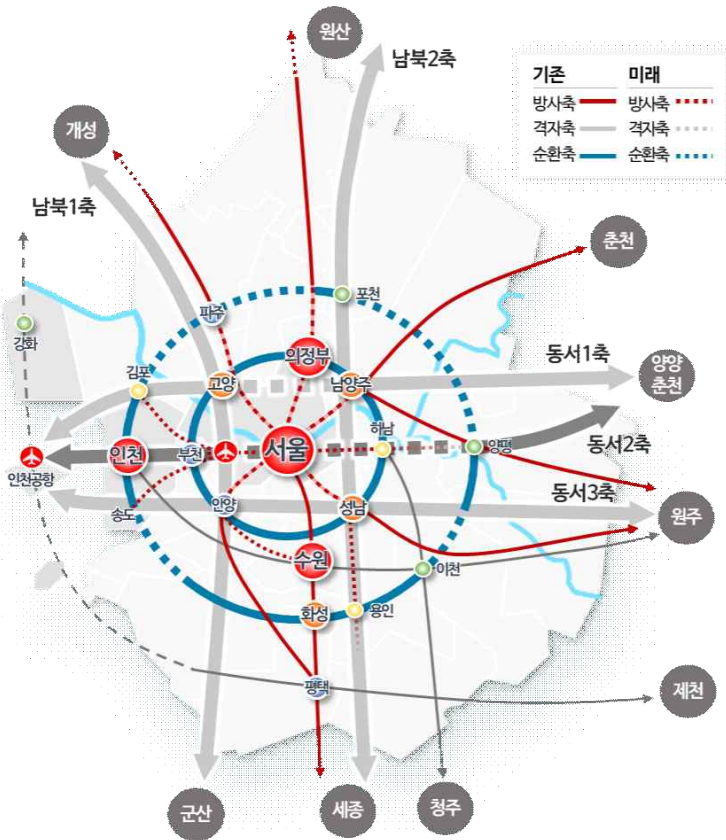 원산
남북2축
기존 미래
방사축 방사축
격자축 격자축
순환축 순환축
개성
남북1축
춘천
파주
포천
강화
의정부
동서1축
양양
춘천
김포
고양
남양주
하남
동서2축
인천
부천
서울
양평
인천공항
동서3축
송도
안양
성남
원주
수원
이천
화성
용인
평택
제천
군산
세종
청주